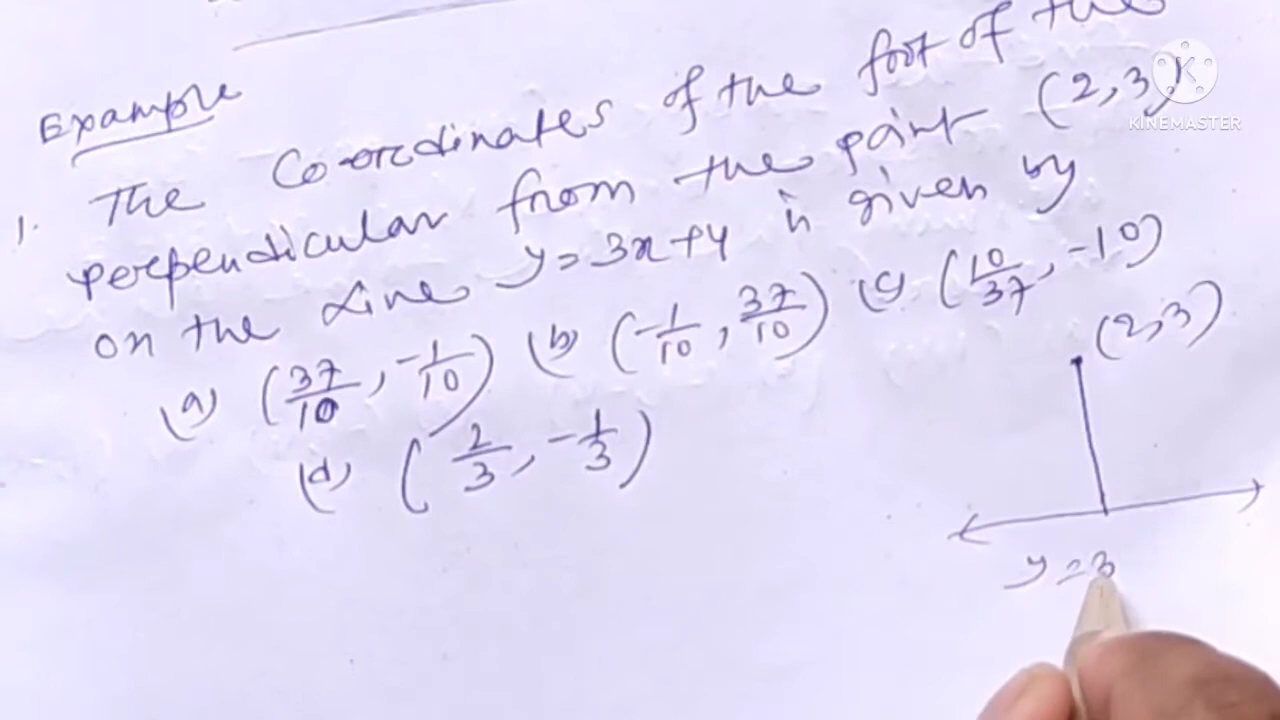 Example
1. The Co-ordinates of the foot of the
perpendicular from the point (2,3)
on the line y=3x+4 is given by
(a) (37/10, -1/10) (b) (-1/10, 37/10) (c) (10/37, -10)
(d) (2/3, -1/3)
(2,3)
y=3
KINEMASTER